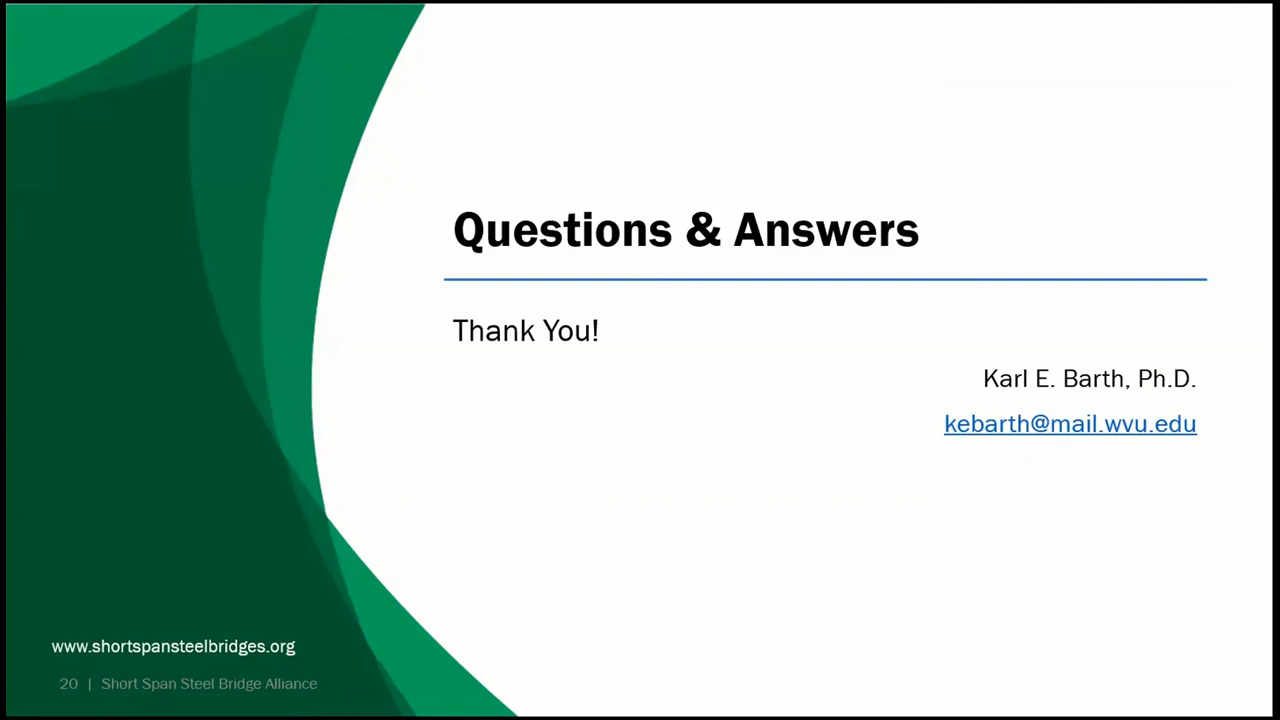 Questions & Answers
Thank You!
Karl E. Barth, Ph.D.
kebarth@mail.wvu.edu
www.shortspansteelbridges.org
20 | Short Span Steel Bridge Alliance